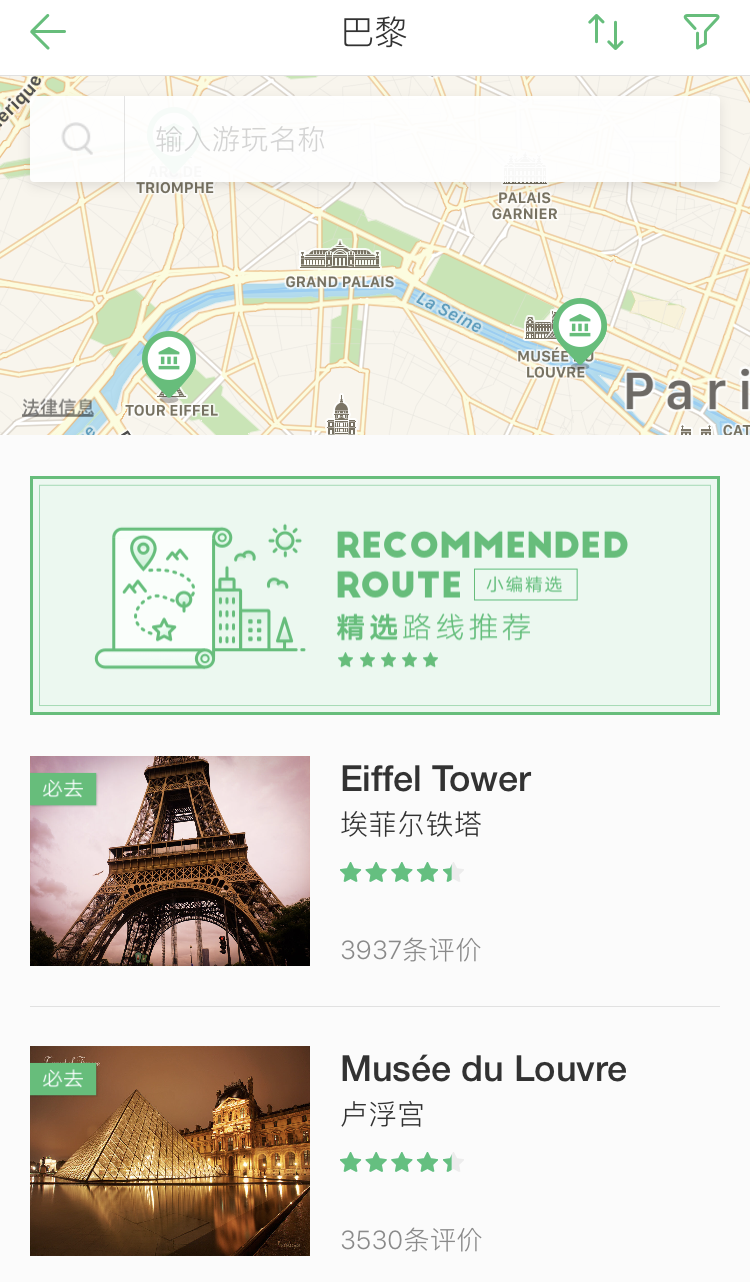 巴黎
erique
输入游玩名称
ARC DE
TRIOMPHE
PALAIS
GARNIER
GRAND PALAIS
La Seine
MUSÉE DU
LOUVRE
Pari
法律信息
TOUR EIFFEL
CAT
RECOMMENDED
ROUTE 小编精选
精选路线推荐
必去
Eiffel Tower
埃菲尔铁塔
3937条评价
必去
Musée du Louvre
卢浮宫
3530条评价